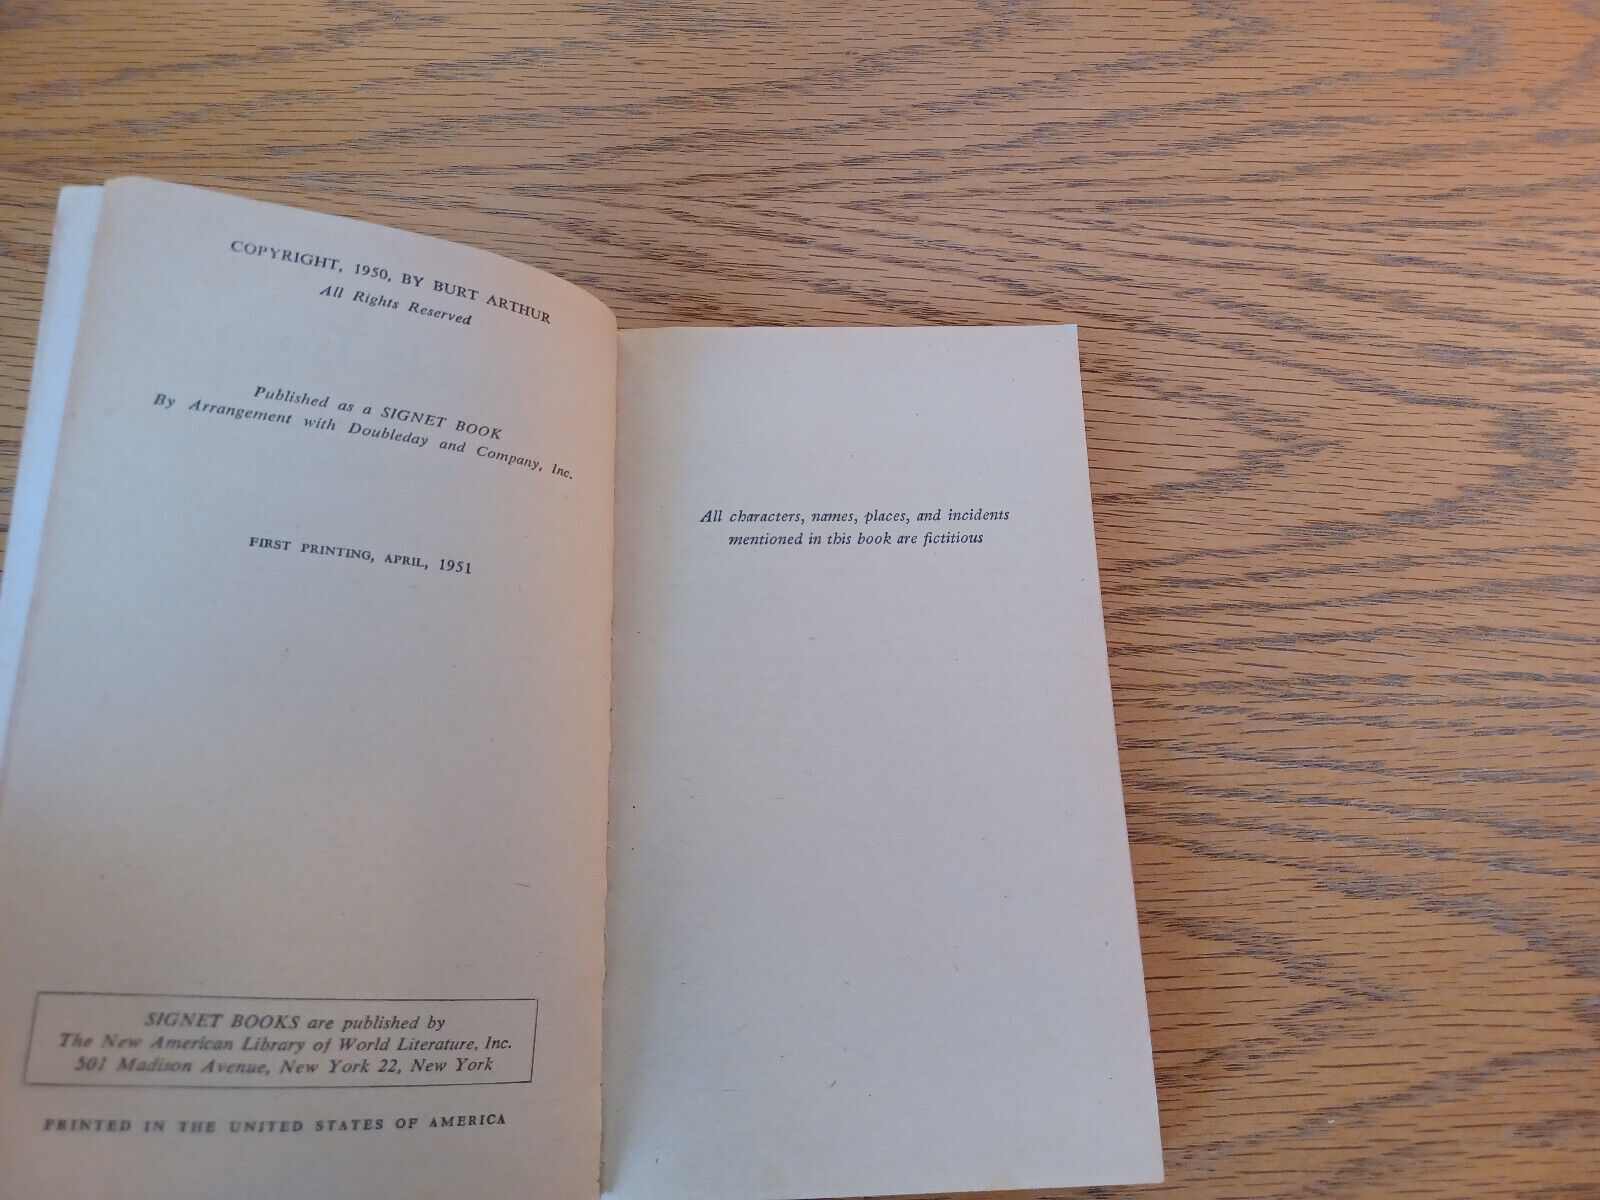 COPYRIGHT, 1950, BY BURT ARTHUR
All Rights Reserved
Published as a SIGNET BOOK
By Arrangement with Doubleday and Company, Inc.
FIRST PRINTING, APRIL, 1951
SIGNET BOOKS are published by
The New American Library of World Literature, Inc.
501 Madison Avenue, New York 22, New York
PRINTED IN THE UNITED STATES OF AMERICA
All characters, names, places, and incidents
mentioned in this book are fictitious